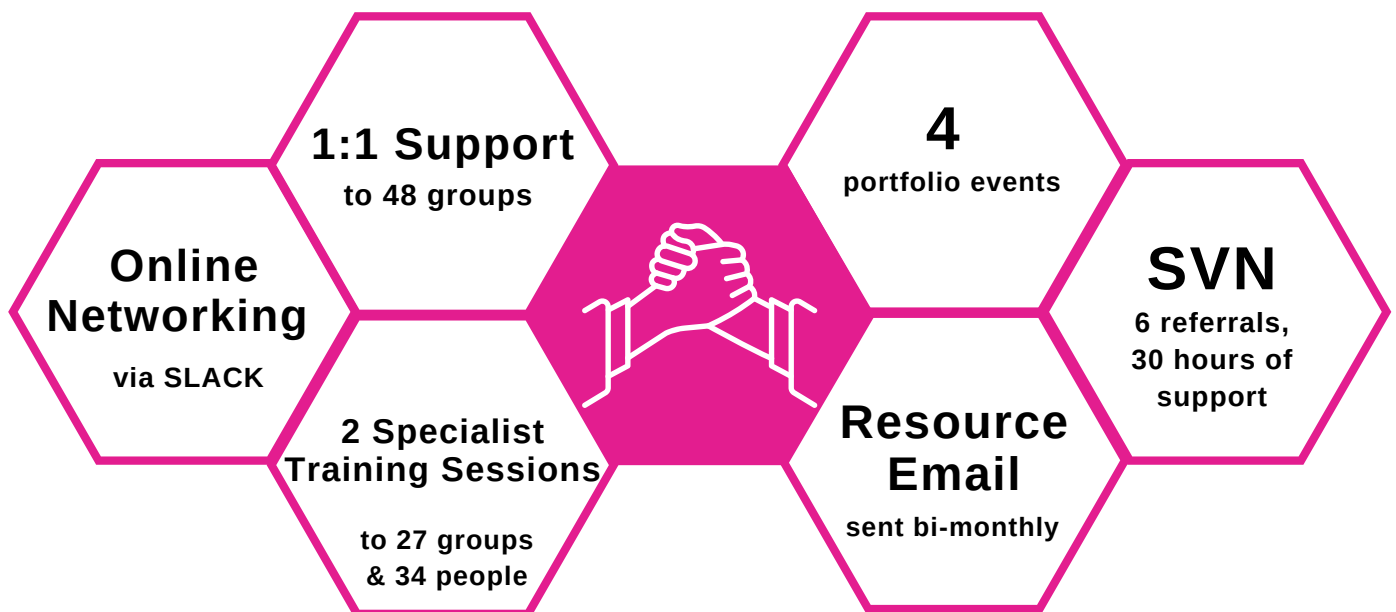 Online
Networking
via SLACK
1:1 Support
to 48 groups
2 Specialist
Training Sessions
to 27 groups
& 34 people
4
portfolio events
Resource
Email
sent bi-monthly
SVN
6 referrals,
30 hours of
support